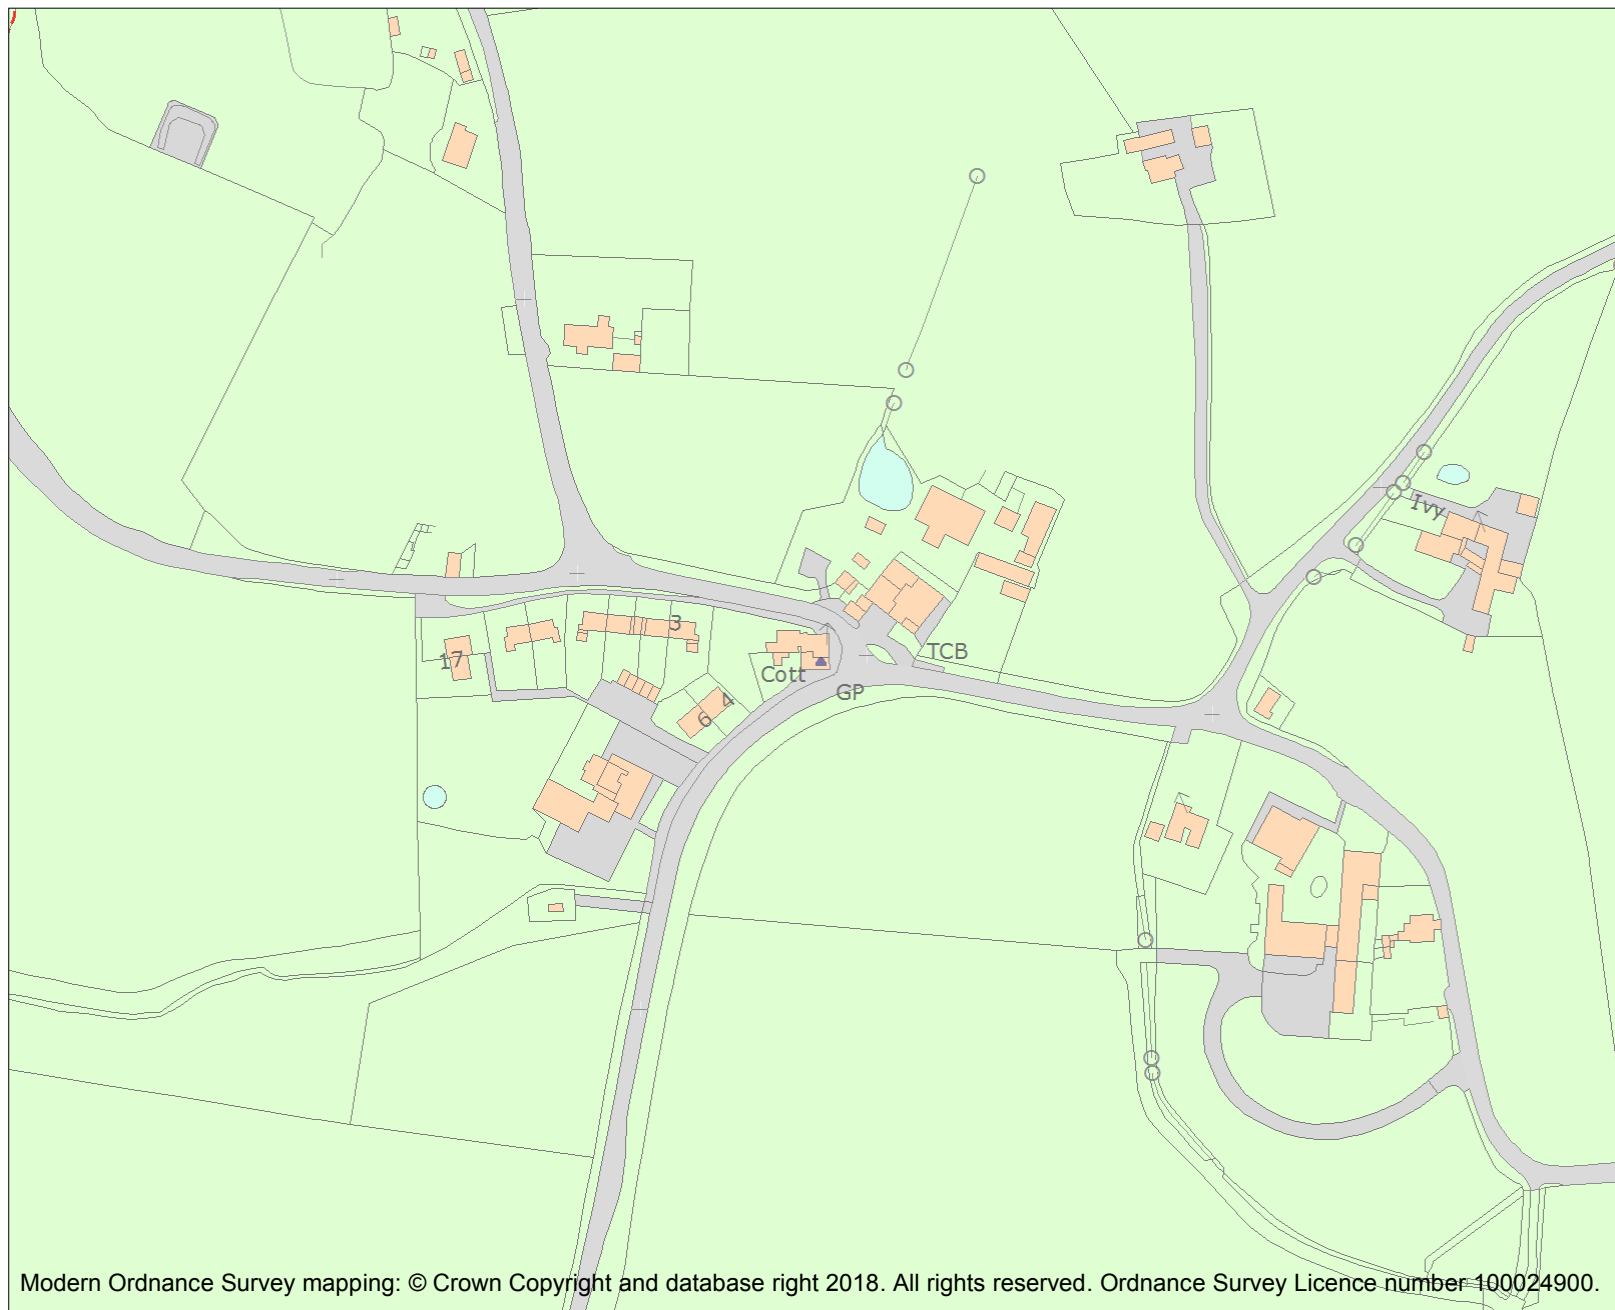 Ivy
3
TCB
17
Cott
GP
4
6
Modern Ordnance Survey mapping: © Crown Copyright and database right 2018. All rights reserved. Ordnance Survey Licence number 100024900.